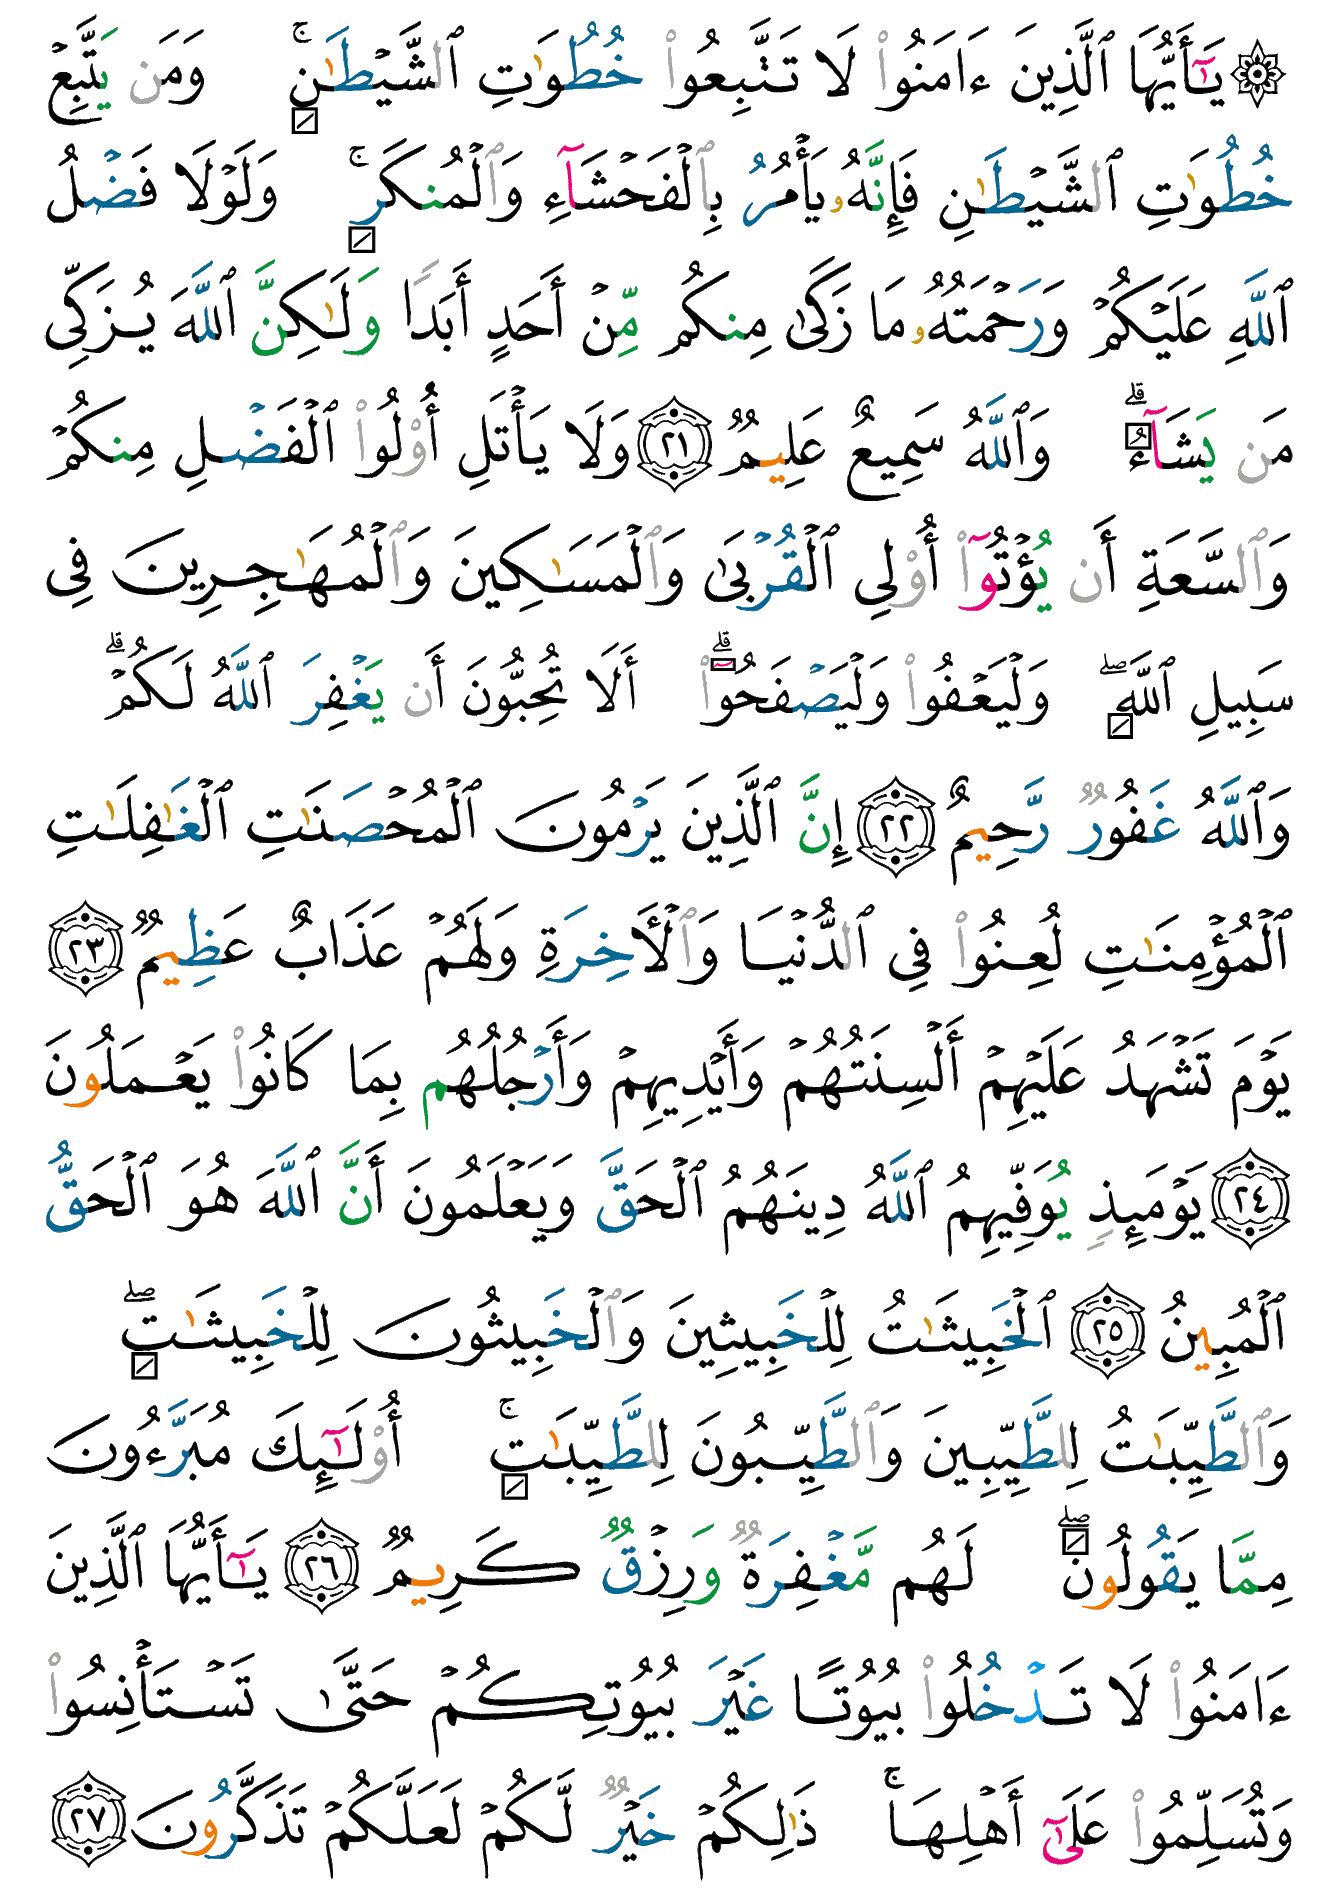 ۞ يَـٰٓأَيُّهَا ٱلَّذِينَ ءَامَنُوا۟ لَا تَتَّبِعُوا۟ خُطُوَٰتِ ٱلشَّيْطَـٰنِ ۚ وَمَن يَتَّبِعْ
خُطُوَٰتِ ٱلشَّيْطَـٰنِ فَإِنَّهُۥ يَأْمُرُ بِٱلْفَحْشَآءِ وَٱلْمُنكَرِ ۚ وَلَوْلَا فَضْلُ
ٱللَّهِ عَلَيْكُمْ وَرَحْمَتُهُۥ مَا زَكَىٰ مِنكُم مِّنْ أَحَدٍ أَبَدًا وَلَـٰكِنَّ ٱللَّهَ يُزَكِّى
مَن يَشَآءُ ۗ وَٱللَّهُ سَمِيعٌ عَلِيمٌ ٢١ وَلَا يَأْتَلِ أُو۟لُوا۟ ٱلْفَضْلِ مِنكُمْ
وَٱلسَّعَةِ أَن يُؤْتُوٓا۟ أُو۟لِى ٱلْقُرْبَىٰ وَٱلْمَسَـٰكِينَ وَٱلْمُهَـٰجِرِينَ فِى
سَبِيلِ ٱللَّهِ ۖ وَلْيَعْفُوا۟ وَلْيَصْفَحُوٓا۟ ۗ أَلَا تُحِبُّونَ أَن يَغْفِرَ ٱللَّهُ لَكُمْ ۗ
وَٱللَّهُ غَفُورٌ رَّحِيمٌ ٢٢ إِنَّ ٱلَّذِينَ يَرْمُونَ ٱلْمُحْصَنَـٰتِ ٱلْغَـٰفِلَـٰتِ
ٱلْمُؤْمِنَـٰتِ لُعِنُوا۟ فِى ٱلدُّنْيَا وَٱلْـَٔاخِرَةِ وَلَهُمْ عَذَابٌ عَظِيمٌ ٢٣
يَوْمَ تَشْهَدُ عَلَيْهِمْ أَلْسِنَتُهُمْ وَأَيْدِيهِمْ وَأَرْجُلُهُم بِمَا كَانُوا۟ يَعْمَلُونَ
٢٤ يَوْمَئِذٍ يُوَفِّيهِمُ ٱللَّهُ دِينَهُمُ ٱلْحَقَّ وَيَعْلَمُونَ أَنَّ ٱللَّهَ هُوَ ٱلْحَقُّ
ٱلْمُبِينُ ٢٥ ٱلْخَبِيثَـٰتُ لِلْخَبِيثِينَ وَٱلْخَبِيثُونَ لِلْخَبِيثَـٰتِ ۖ
وَٱلطَّيِّبَـٰتُ لِلطَّيِّبِينَ وَٱلطَّيِّبُونَ لِلطَّيِّبَـٰتِ ۚ أُو۟لَـٰٓئِكَ مُبَرَّءُونَ
مِمَّا يَقُولُونَ ۖ لَهُم مَّغْفِرَةٌ وَرِزْقٌ كَرِيمٌ ٢٦ يَـٰٓأَيُّهَا ٱلَّذِينَ
ءَامَنُوا۟ لَا تَدْخُلُوا۟ بُيُوتًا غَيْرَ بُيُوتِكُمْ حَتَّىٰ تَسْتَأْنِسُوا۟
وَتُسَلِّمُوا۟ عَلَىٰٓ أَهْلِهَا ۚ ذَٰلِكُمْ خَيْرٌ لَّكُمْ لَعَلَّكُمْ تَذَكَّرُونَ ٢٧